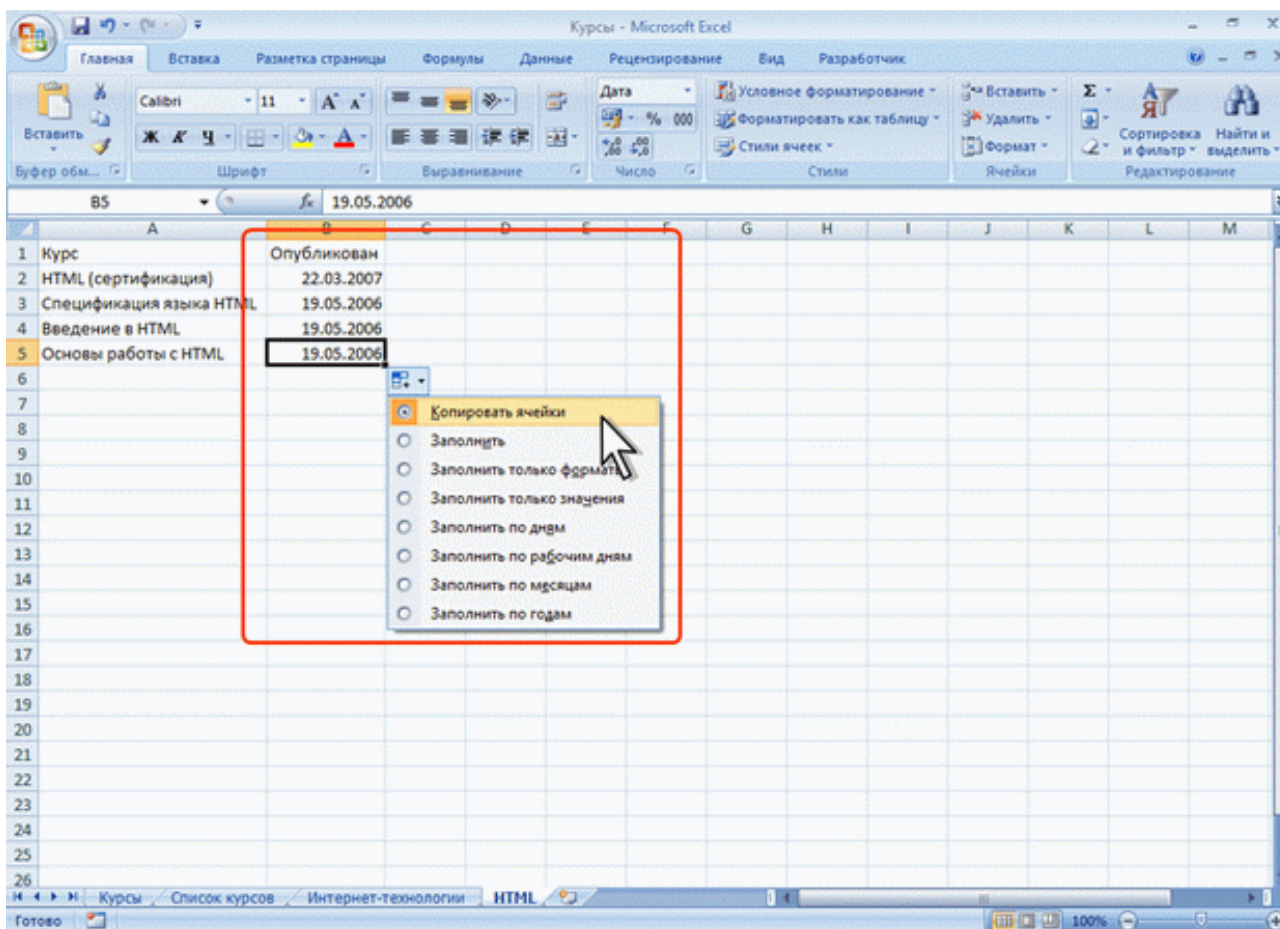 Курсы - Microsoft Excel
Главная Вставка Разметка страницы Формулы Данные Рецензирование Вид Разработчик
Вставить
Calibri 11
Ж К Ч
Дата
% 000
Условное форматирование
Форматировать как таблицу
Стили ячеек
Вставить
Удалить
Формат
Σ
Сортировка и фильтр
Найти и выделить
Буфер обм... Шрифт Выравнивание Число Стили Ячейки Редактирование
B5 fx 19.05.2006
A B C D E F G H I J K L M
1 Курс Опубликован
2 HTML (сертификация) 22.03.2007
3 Спецификация языка HTML 19.05.2006
4 Введение в HTML 19.05.2006
5 Основы работы с HTML 19.05.2006
6
7 Копировать ячейки
8 Заполнить
9
10 Заполнить только форматы
11 Заполнить только значения
12 Заполнить по дням
13 Заполнить по рабочим дням
14 Заполнить по месяцам
15 Заполнить по годам
16
17
18
19
20
21
22
23
24
25
26
Курсы Список курсов Интернет-технологии HTML
Готово 100%